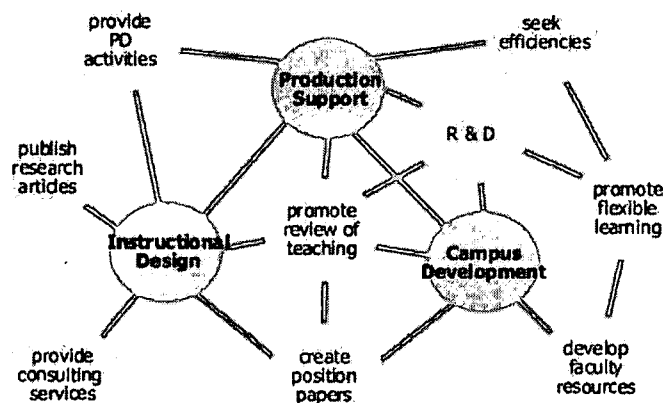 provide
PD
activities
seek
efficiencies
Production
Support
R & D
publish
research
articles
promote
flexible
learning
promote
review of
teaching
Instructional
Design
Campus
Development
provide
consulting
services
create
position
papers
develop
faculty
resources